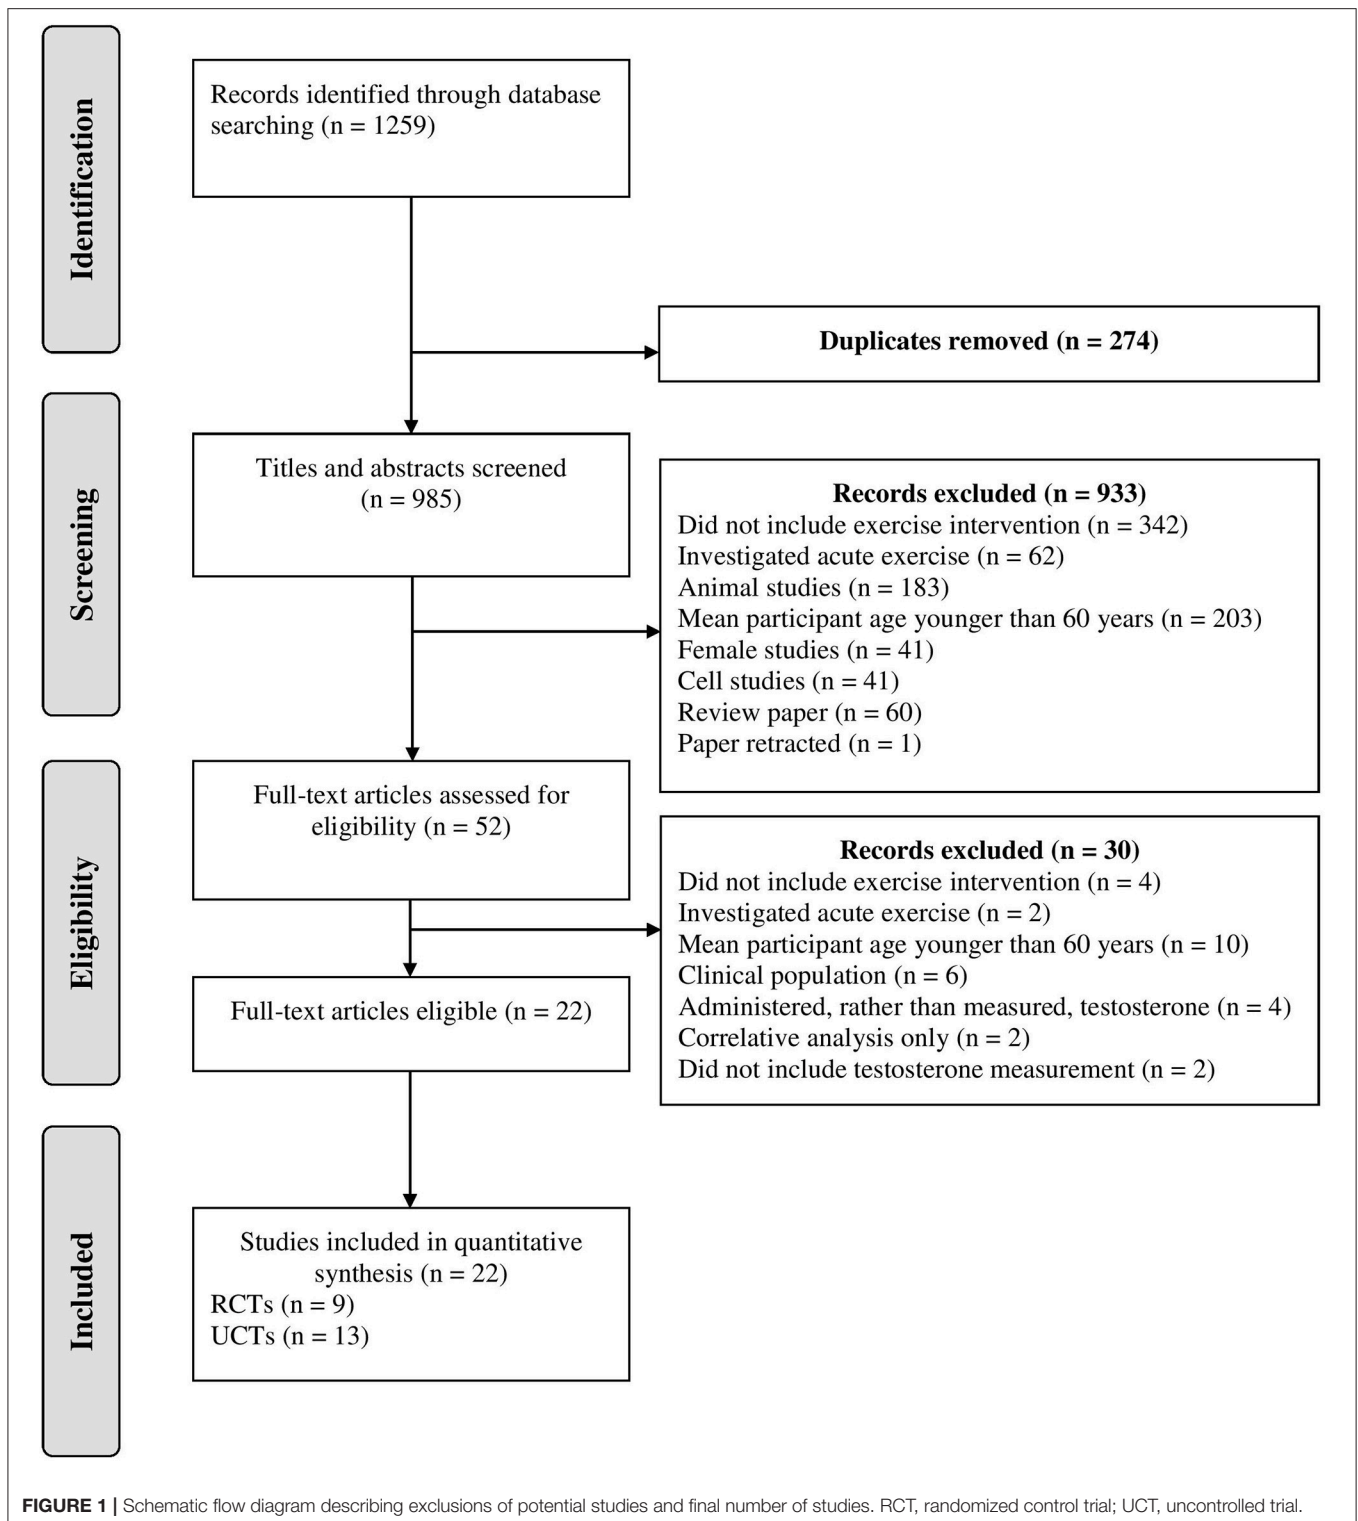 Identification
Records identified through database
searching (n = 1259)
Duplicates removed (n = 274)
Screening
Titles and abstracts screened
(n = 985)
Records excluded (n = 933)
Did not include exercise intervention (n = 342)
Investigated acute exercise (n = 62)
Animal studies (n = 183)
Mean participant age younger than 60 years (n = 203)
Female studies (n = 41)
Cell studies (n = 41)
Review paper (n = 60)
Paper retracted (n = 1)
Eligibility
Full-text articles assessed for
eligibility (n = 52)
Records excluded (n = 30)
Did not include exercise intervention (n = 4)
Investigated acute exercise (n = 2)
Mean participant age younger than 60 years (n = 10)
Clinical population (n = 6)
Administered, rather than measured, testosterone (n = 4)
Correlative analysis only (n = 2)
Did not include testosterone measurement (n = 2)
Full-text articles eligible (n = 22)
Included
Studies included in quantitative
synthesis (n = 22)
RCTs (n = 9)
UCTs (n = 13)
FIGURE 1 | Schematic flow diagram describing exclusions of potential studies and final number of studies. RCT, randomized control trial; UCT, uncontrolled trial.